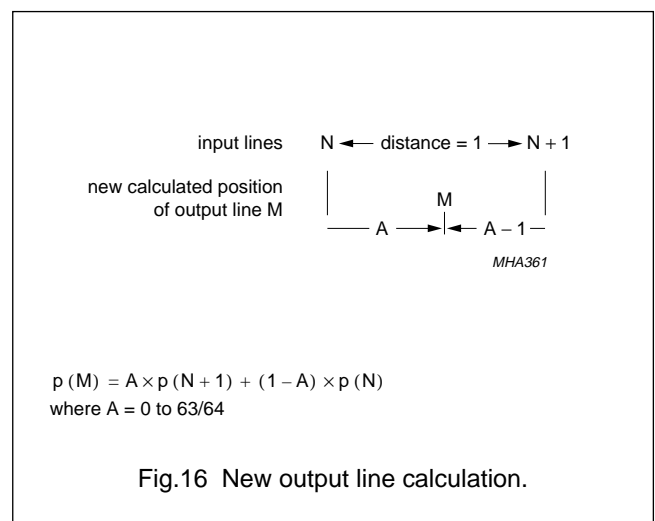 input lines N distance = 1 N + 1
new calculated position
of output line M
M
A A – 1
MHA361
p (M) = A × p (N + 1) + (1 – A) × p (N)
where A = 0 to 63/64
Fig.16 New output line calculation.